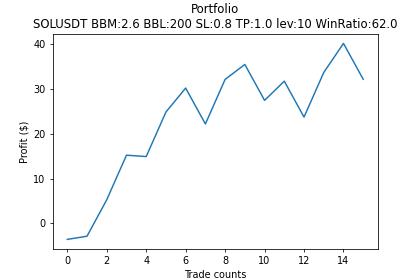 Portfolio
SOLUSDT BBM:2.6 BBL:200 SL:0.8 TP:1.0 lev:10 WinRatio:62.0
Profit ($)
40
30
20
10
0
0 2 4 6 8 10 12 14
Trade counts